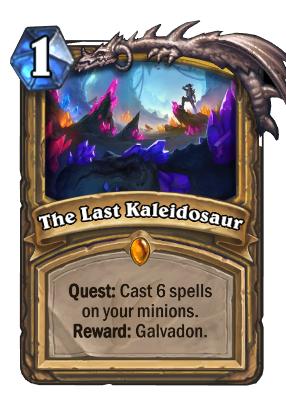 1
The Last Kaleidosaur
Quest: Cast 6 spells
on your minions.
Reward: Galvadon.